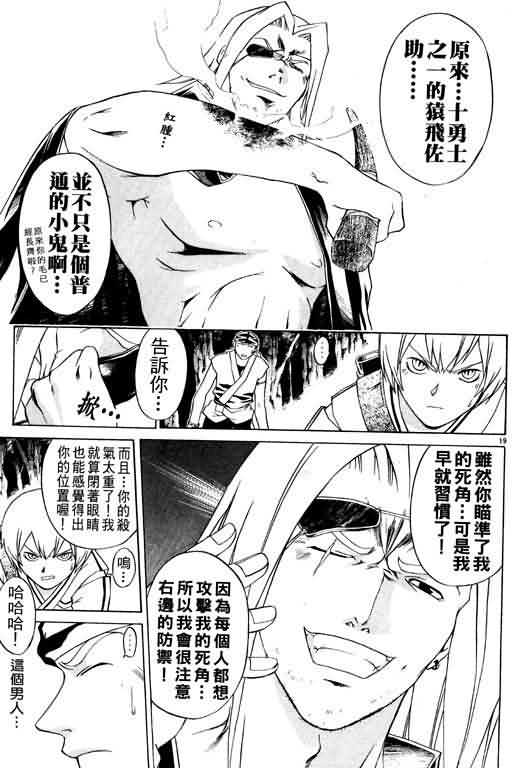 原來…十勇士
之一的猿飛佐
助……
紅腫…
並不只是個普
通的小鬼啊…
原來你的毛已
經長齊啦？
…
告訴你…
掀…
19
雖然你瞄準了我
的死角…可是我
早就習慣了！
因為每個人都想
攻擊我的死角…
所以我會很注意
右邊的防禦！
而且…你的殺
氣太重了！我
就算閉著眼睛
也能感覺得出
你的位置喔！
嗚…
哈哈哈！
這個男人…